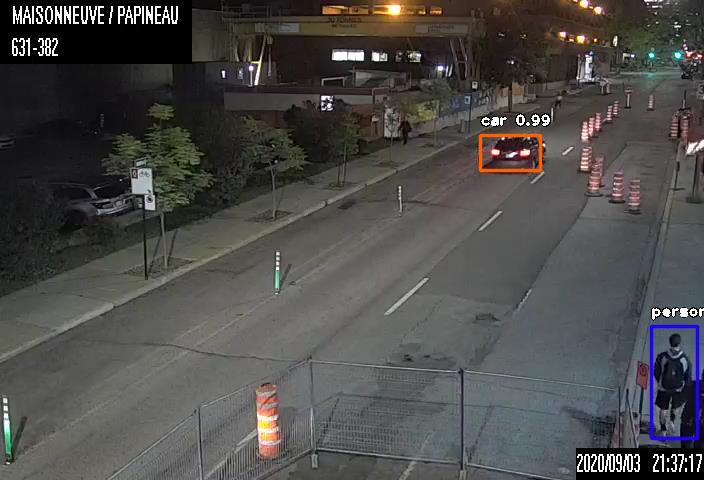 MAISONNEUVE / PAPINEAU
631-382
car 0.99
person
2020/09/03 21:37:17